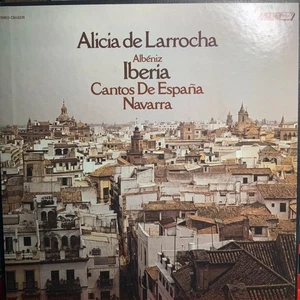 Alicia de Larrocha
Albéniz
Iberia
Cantos De España
Navarra